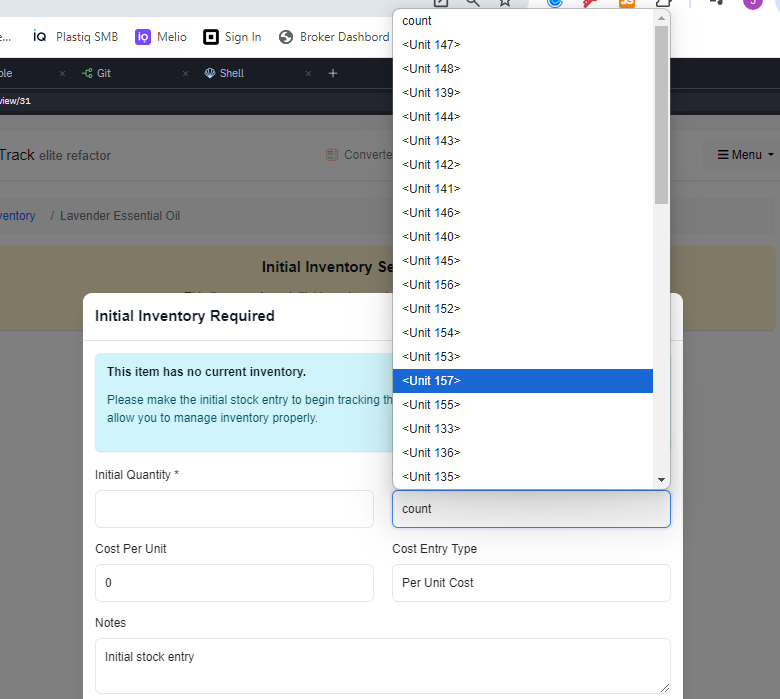 e...
Plastiq SMB
Melio
Sign In
Broker Dashbord
ble
Git
Shell
view/31
Track elite refactor
Converte
Menu
ventory / Lavender Essential Oil
Initial Inventory Se
Initial Inventory Required
This item has no current inventory.
Please make the initial stock entry to begin tracking th
allow you to manage inventory properly.
Initial Quantity *
count
<Unit 147>
<Unit 148>
<Unit 139>
<Unit 144>
<Unit 143>
<Unit 142>
<Unit 141>
<Unit 146>
<Unit 140>
<Unit 145>
<Unit 156>
<Unit 152>
<Unit 154>
<Unit 153>
<Unit 157>
<Unit 155>
<Unit 133>
<Unit 136>
<Unit 135>
count
Cost Per Unit
Cost Entry Type
0
Per Unit Cost
Notes
Initial stock entry